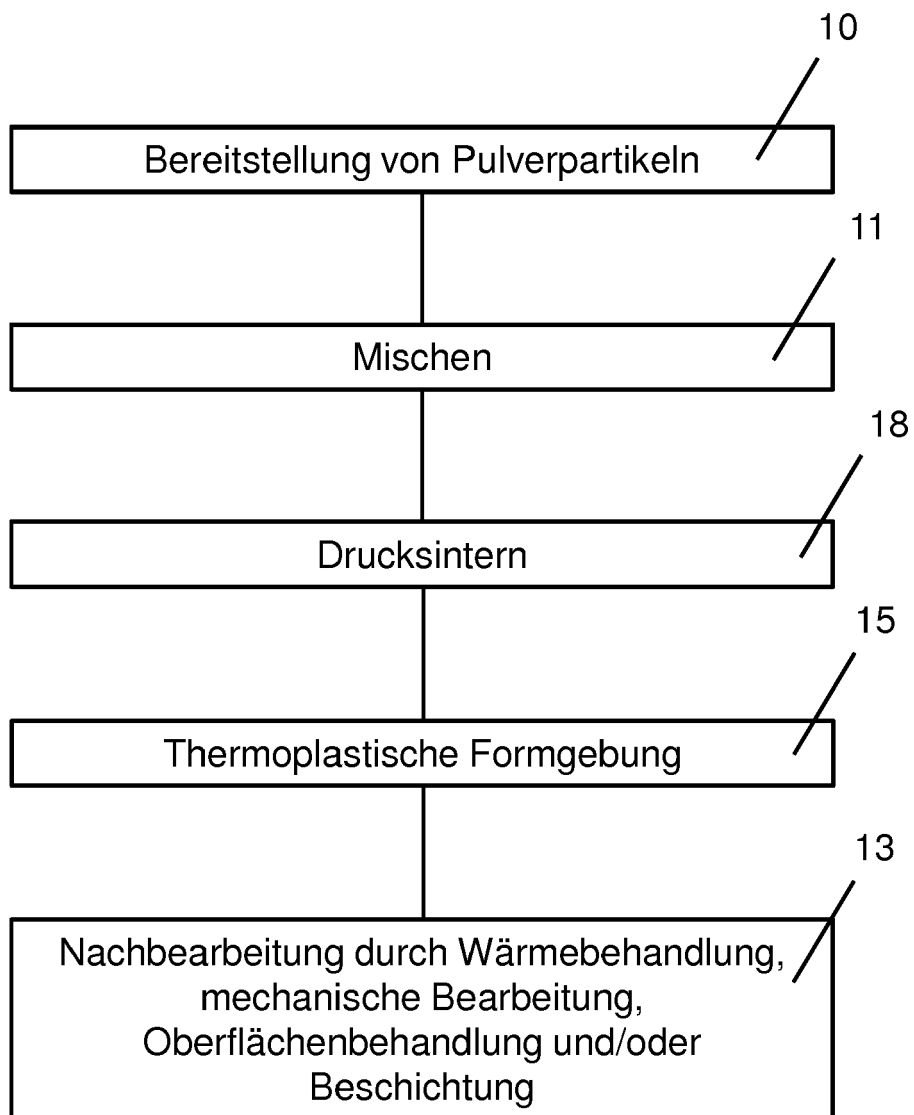 10
Bereitstellung von Pulverpartikeln
11
Mischen
18
Drucksintern
15
Thermoplastische Formgebung
13
Nachbearbeitung durch Wärmebehandlung,
mechanische Bearbeitung,
Oberflächenbehandlung und/oder
Beschichtung